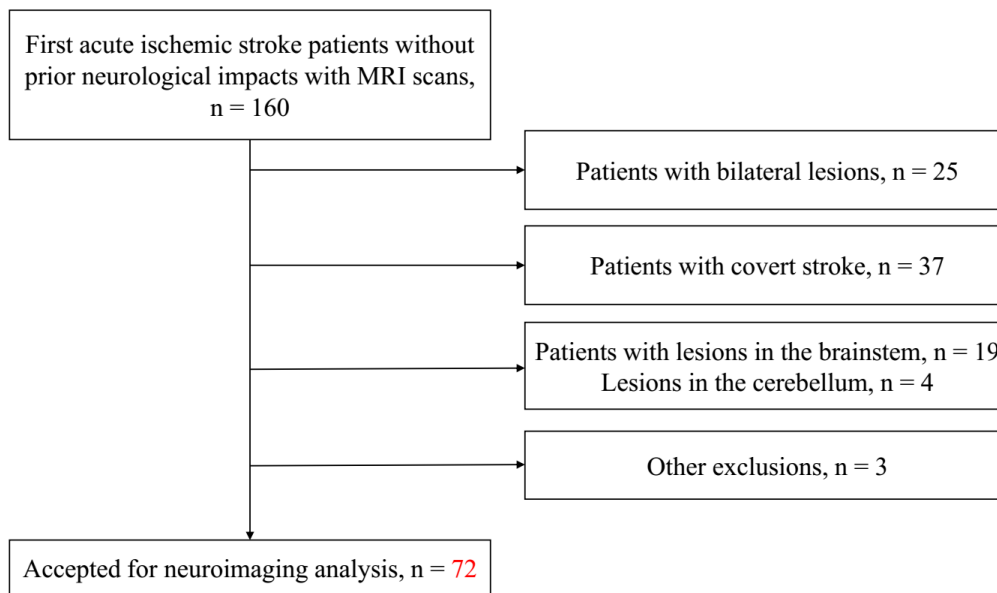 First acute ischemic stroke patients without
prior neurological impacts with MRI scans,
n = 160
Patients with bilateral lesions, n = 25
Patients with covert stroke, n = 37
Patients with lesions in the brainstem, n = 19
Lesions in the cerebellum, n = 4
Other exclusions, n = 3
Accepted for neuroimaging analysis, n = 72